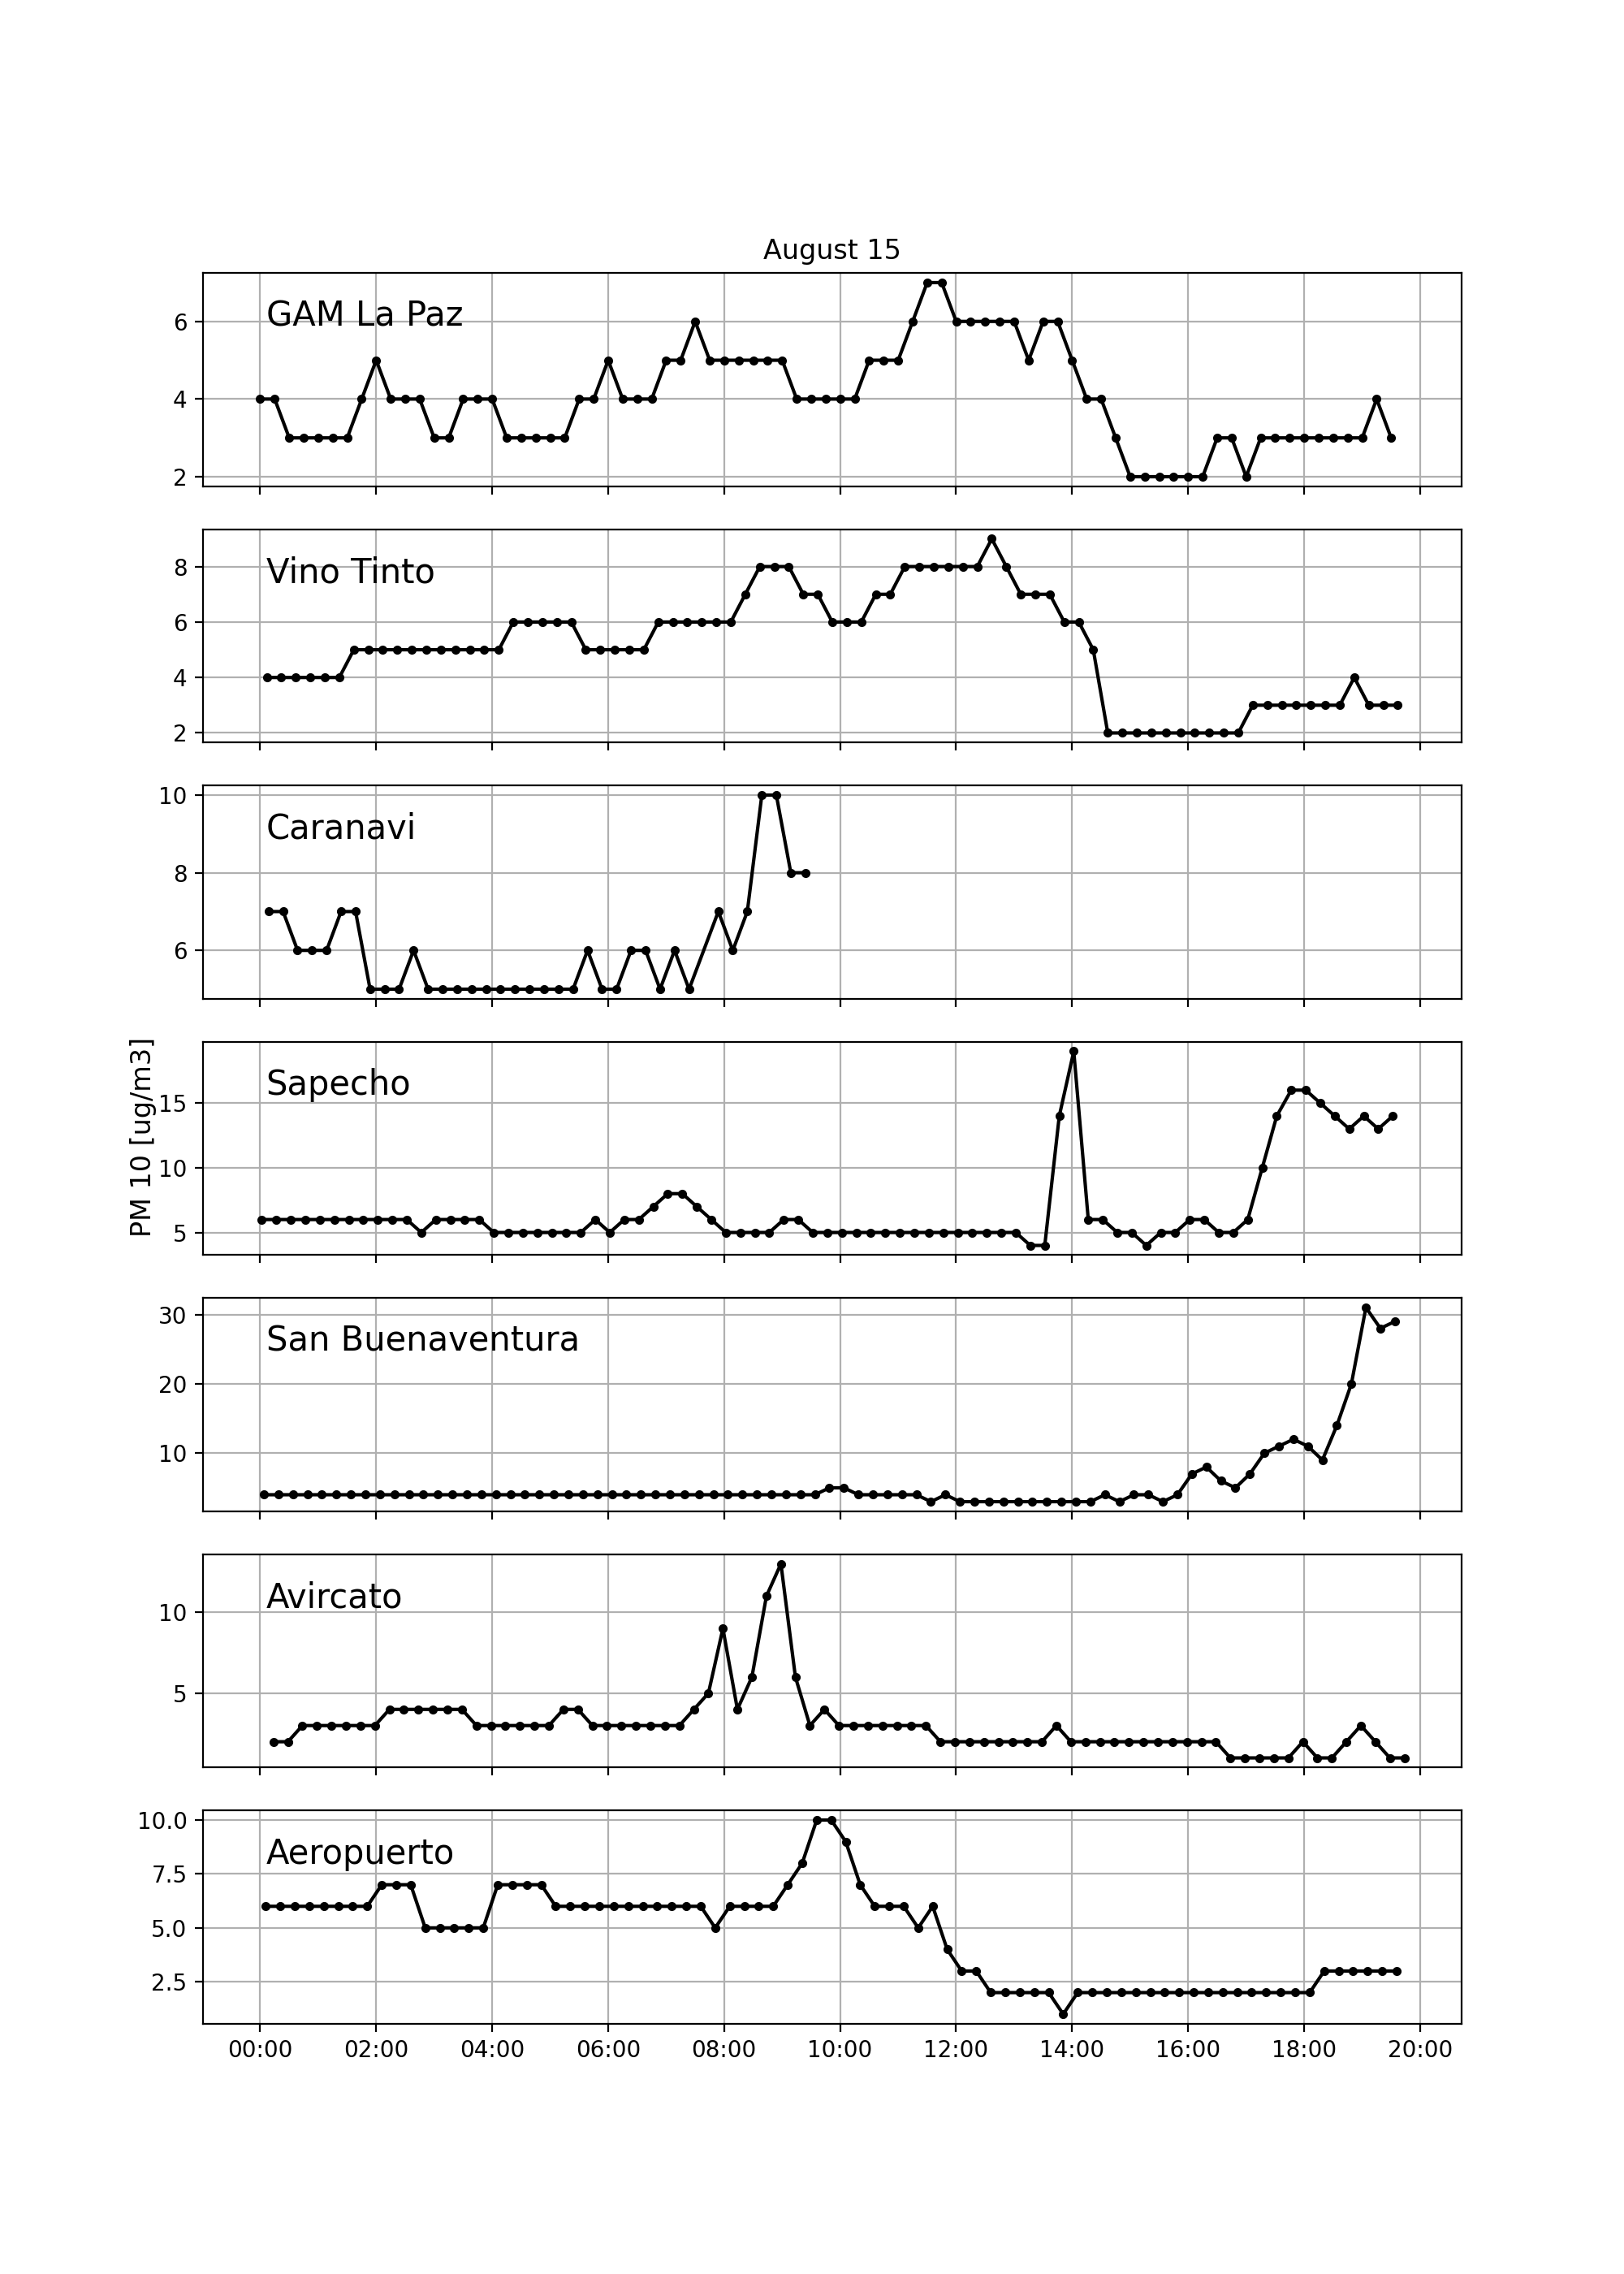 August 15
GAM La Paz
6
4
2
Vino Tinto
8
6
4
2
Caranavi
10
8
6
PM 10 [ug/m3]
Sapecho
15
10
5
San Buenaventura
30
20
10
Avircato
10
5
Aeropuerto
10.0
7.5
5.0
2.5
00:00 02:00 04:00 06:00 08:00 10:00 12:00 14:00 16:00 18:00 20:00